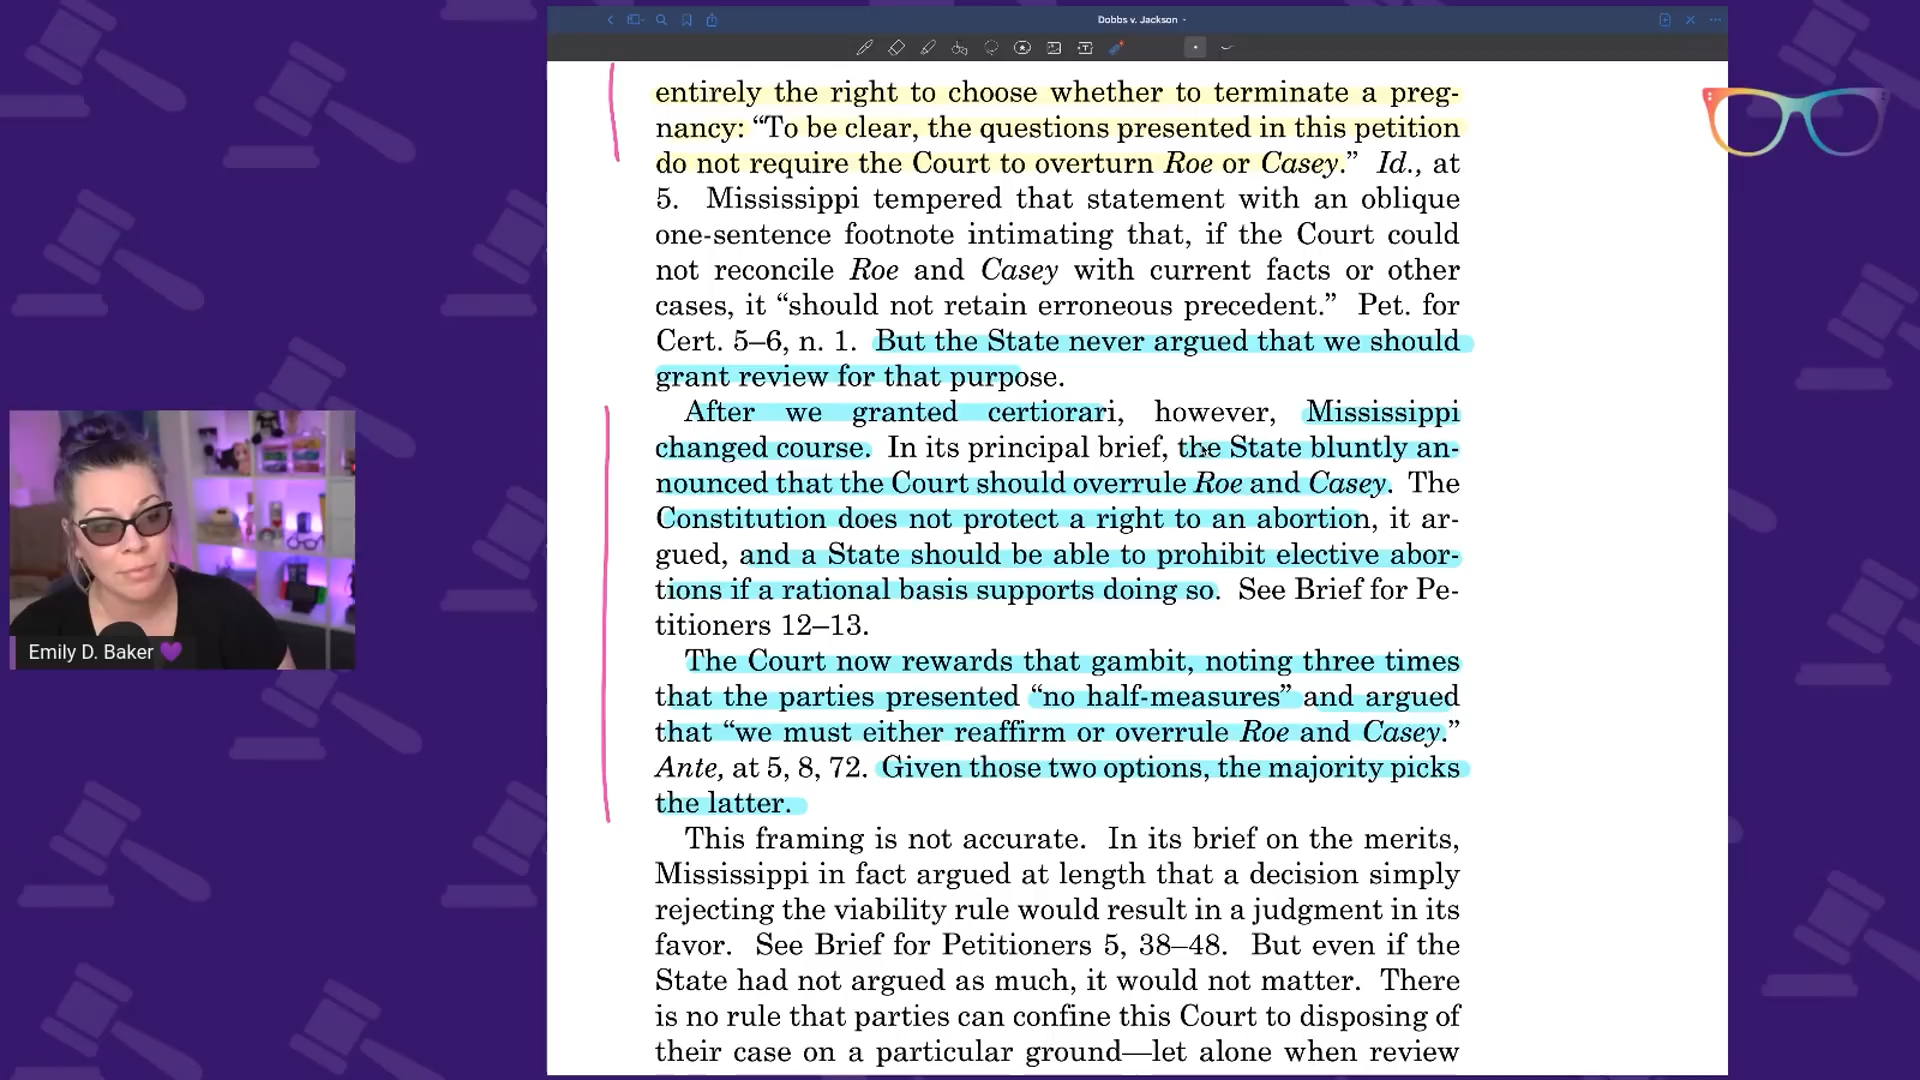 Dobbs v. Jackson
entirely the right to choose whether to terminate a preg-
nancy: “To be clear, the questions presented in this petition
do not require the Court to overturn Roe or Casey.” Id., at
5. Mississippi tempered that statement with an oblique
one-sentence footnote intimating that, if the Court could
not reconcile Roe and Casey with current facts or other
cases, it “should not retain erroneous precedent.” Pet. for
Cert. 5–6, n. 1. But the State never argued that we should
grant review for that purpose.
After we granted certiorari, however, Mississippi
changed course. In its principal brief, the State bluntly an-
nounced that the Court should overrule Roe and Casey. The
Constitution does not protect a right to an abortion, it ar-
gued, and a State should be able to prohibit elective abor-
tions if a rational basis supports doing so. See Brief for Pe-
titioners 12–13.
The Court now rewards that gambit, noting three times
that the parties presented “no half-measures” and argued
that “we must either reaffirm or overrule Roe and Casey.”
Ante, at 5, 8, 72. Given those two options, the majority picks
the latter.
This framing is not accurate. In its brief on the merits,
Mississippi in fact argued at length that a decision simply
rejecting the viability rule would result in a judgment in its
favor. See Brief for Petitioners 5, 38–48. But even if the
State had not argued as much, it would not matter. There
is no rule that parties can confine this Court to disposing of
their case on a particular ground—let alone when review
Emily D. Baker 💜